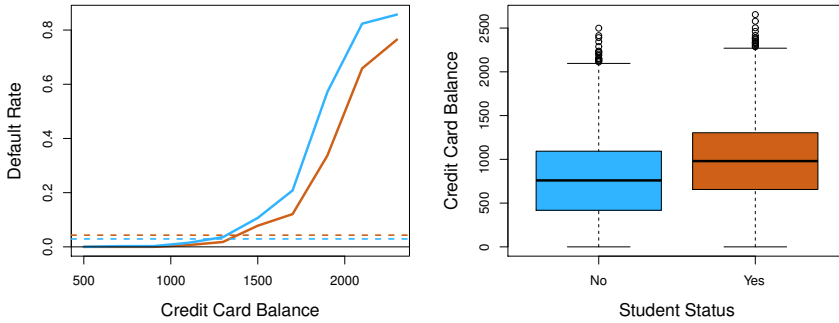 Default Rate
0.0
0.2
0.4
0.6
0.8
500
1000
1500
2000
Credit Card Balance
Credit Card Balance
0
500
1000
1500
2000
2500
No
Yes
Student Status